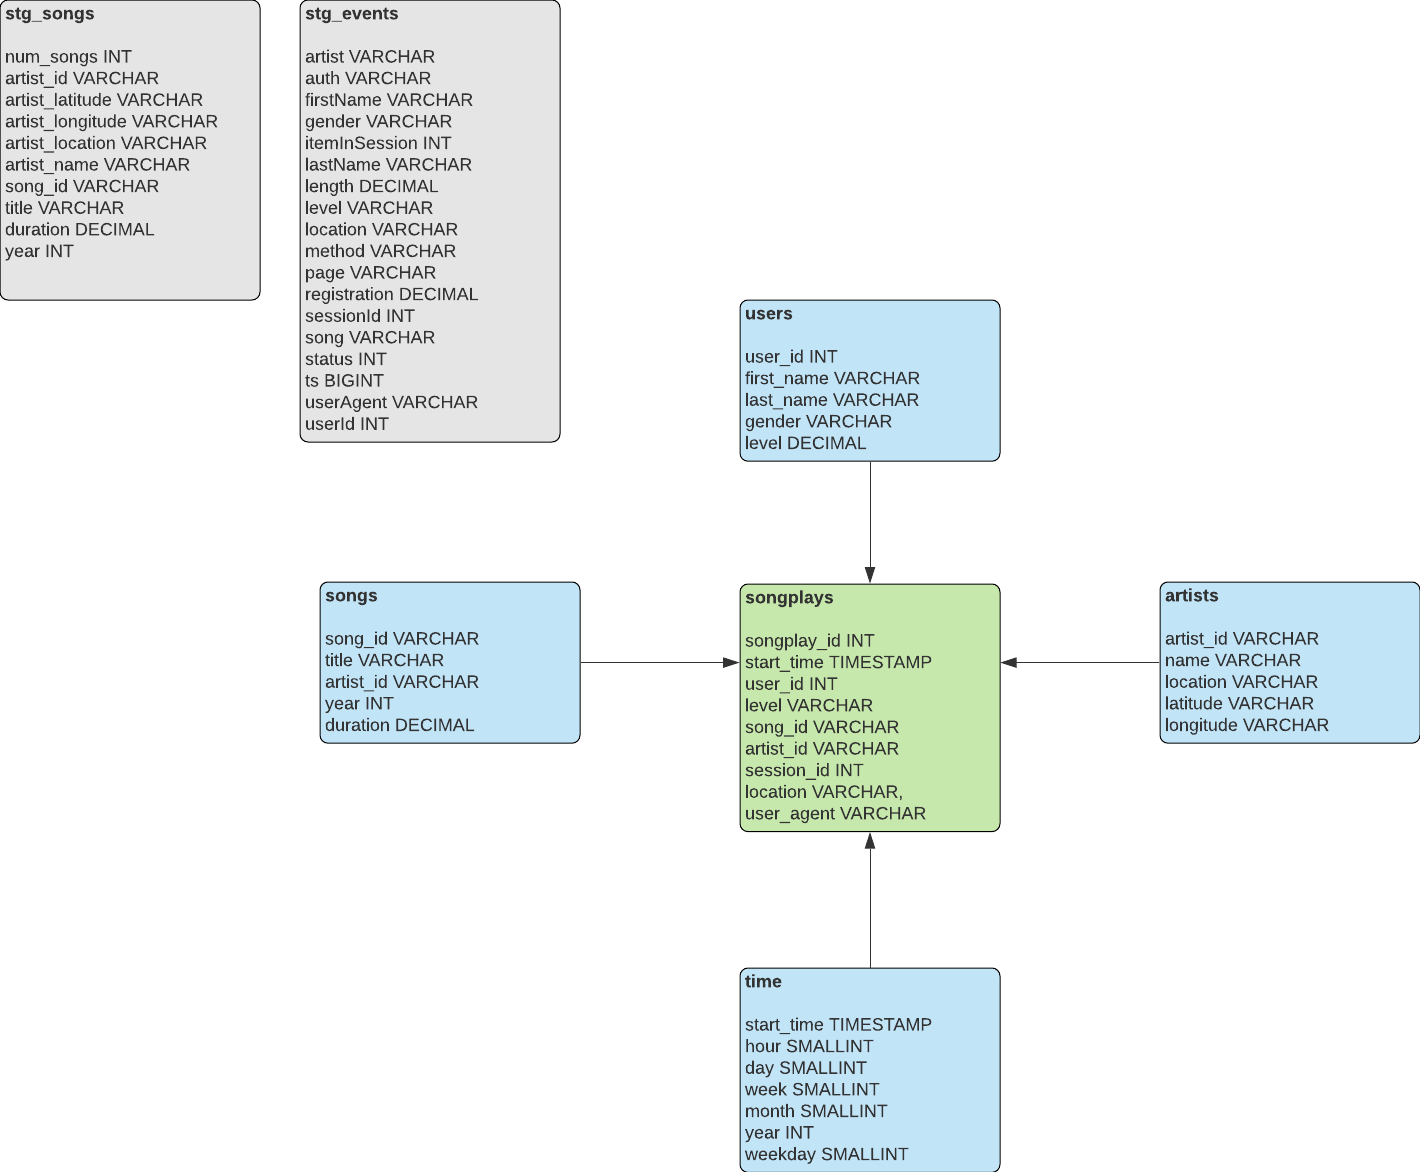 stg_songs
num_songs INT
artist_id VARCHAR
artist_latitude VARCHAR
artist_longitude VARCHAR
artist_location VARCHAR
artist_name VARCHAR
song_id VARCHAR
title VARCHAR
duration DECIMAL
year INT
stg_events
artist VARCHAR
auth VARCHAR
firstName VARCHAR
gender VARCHAR
itemInSession INT
lastName VARCHAR
length DECIMAL
level VARCHAR
location VARCHAR
method VARCHAR
page VARCHAR
registration DECIMAL
sessionId INT
song VARCHAR
status INT
ts BIGINT
userAgent VARCHAR
userId INT
users
user_id INT
first_name VARCHAR
last_name VARCHAR
gender VARCHAR
level DECIMAL
songs
song_id VARCHAR
title VARCHAR
artist_id VARCHAR
year INT
duration DECIMAL
songplays
songplay_id INT
start_time TIMESTAMP
user_id INT
level VARCHAR
song_id VARCHAR
artist_id VARCHAR
session_id INT
location VARCHAR,
user_agent VARCHAR
artists
artist_id VARCHAR
name VARCHAR
location VARCHAR
latitude VARCHAR
longitude VARCHAR
time
start_time TIMESTAMP
hour SMALLINT
day SMALLINT
week SMALLINT
month SMALLINT
year INT
weekday SMALLINT